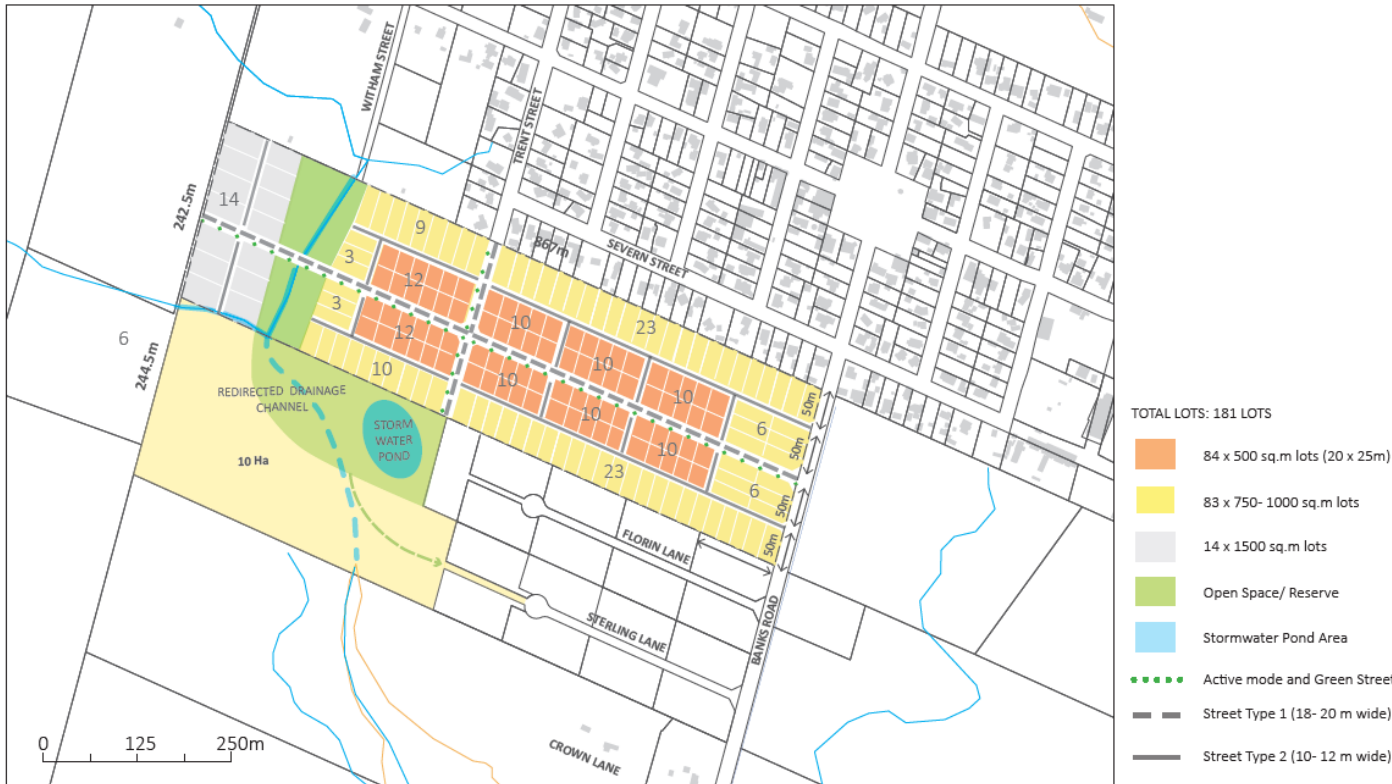 WITHAM STREET
TRENT STREET
242.5m
14
9
867m
SEVERN STREET
3
12
3
12
10
23
10
10
6
244.5m
10
10
10
10
6
6
23
50m
50m
50m
50m
REDIRECTED DRAINAGE
CHANNEL
STORM
WATER
POND
10 Ha
FLORIN LANE
STERLING LANE
BANKS ROAD
CROWN LANE
0 125 250m
TOTAL LOTS: 181 LOTS
84 x 500 sq.m lots (20 x 25m)
83 x 750- 1000 sq.m lots
14 x 1500 sq.m lots
Open Space/ Reserve
Stormwater Pond Area
Active mode and Green Street
Street Type 1 (18- 20 m wide)
Street Type 2 (10- 12 m wide)